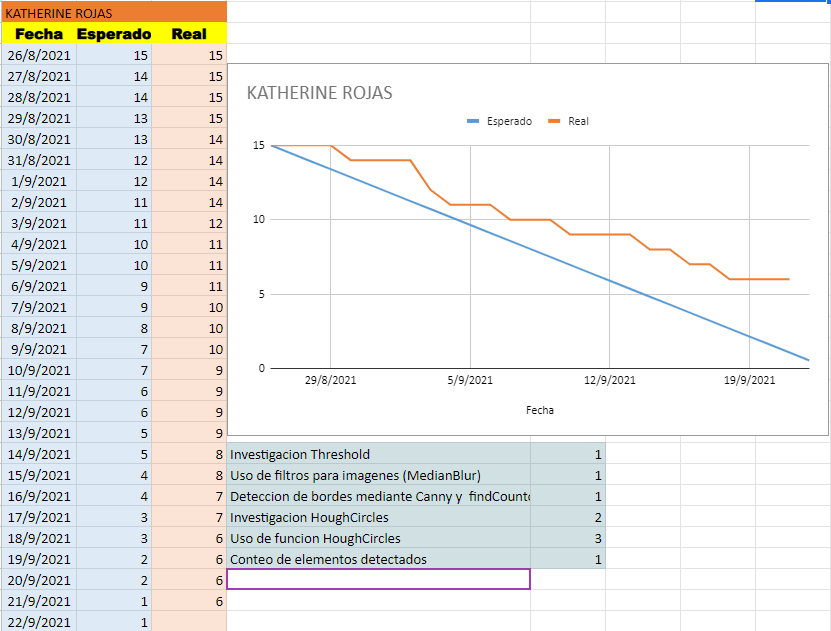 KATHERINE ROJAS
Fecha Esperado Real
26/8/2021 15 15
27/8/2021 14 15
28/8/2021 14 15
29/8/2021 13 15
30/8/2021 13 14
31/8/2021 12 14
1/9/2021 12 14
2/9/2021 11 14
3/9/2021 11 12
4/9/2021 10 11
5/9/2021 10 11
6/9/2021 9 11
7/9/2021 9 10
8/9/2021 8 10
9/9/2021 7 10
10/9/2021 7 9
11/9/2021 6 9
12/9/2021 6 9
13/9/2021 5 9
14/9/2021 5 8
15/9/2021 4 8
16/9/2021 4 7
17/9/2021 3 7
18/9/2021 3 6
19/9/2021 2 6
20/9/2021 2 6
21/9/2021 1 6
22/9/2021 1
KATHERINE ROJAS
Esperado Real
15
10
5
0
29/8/2021 5/9/2021 12/9/2021 19/9/2021
Fecha
Investigacion Threshold 1
Uso de filtros para imagenes (MedianBlur) 1
Deteccion de bordes mediante Canny y findCounto 1
Investigacion HoughCircles 2
Uso de funcion HoughCircles 3
Conteo de elementos detectados 1